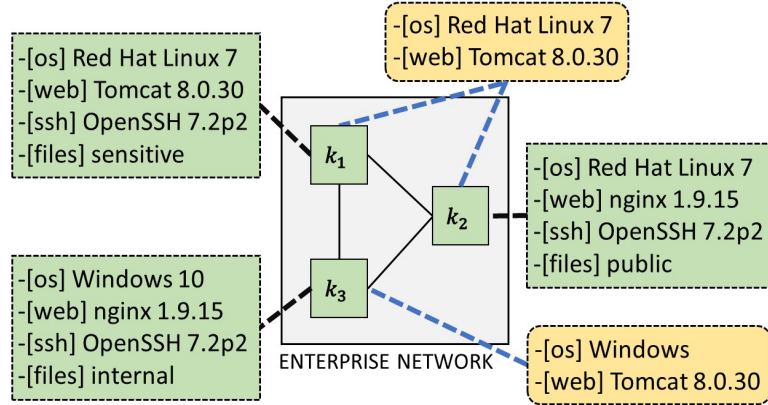 -[os] Red Hat Linux 7
-[web] Tomcat 8.0.30
-[ssh] OpenSSH 7.2p2
-[files] sensitive
-[os] Red Hat Linux 7
-[web] Tomcat 8.0.30
k1
k2
k3
-[os] Red Hat Linux 7
-[web] nginx 1.9.15
-[ssh] OpenSSH 7.2p2
-[files] public
-[os] Windows 10
-[web] nginx 1.9.15
-[ssh] OpenSSH 7.2p2
-[files] internal
ENTERPRISE NETWORK
-[os] Windows
-[web] Tomcat 8.0.30